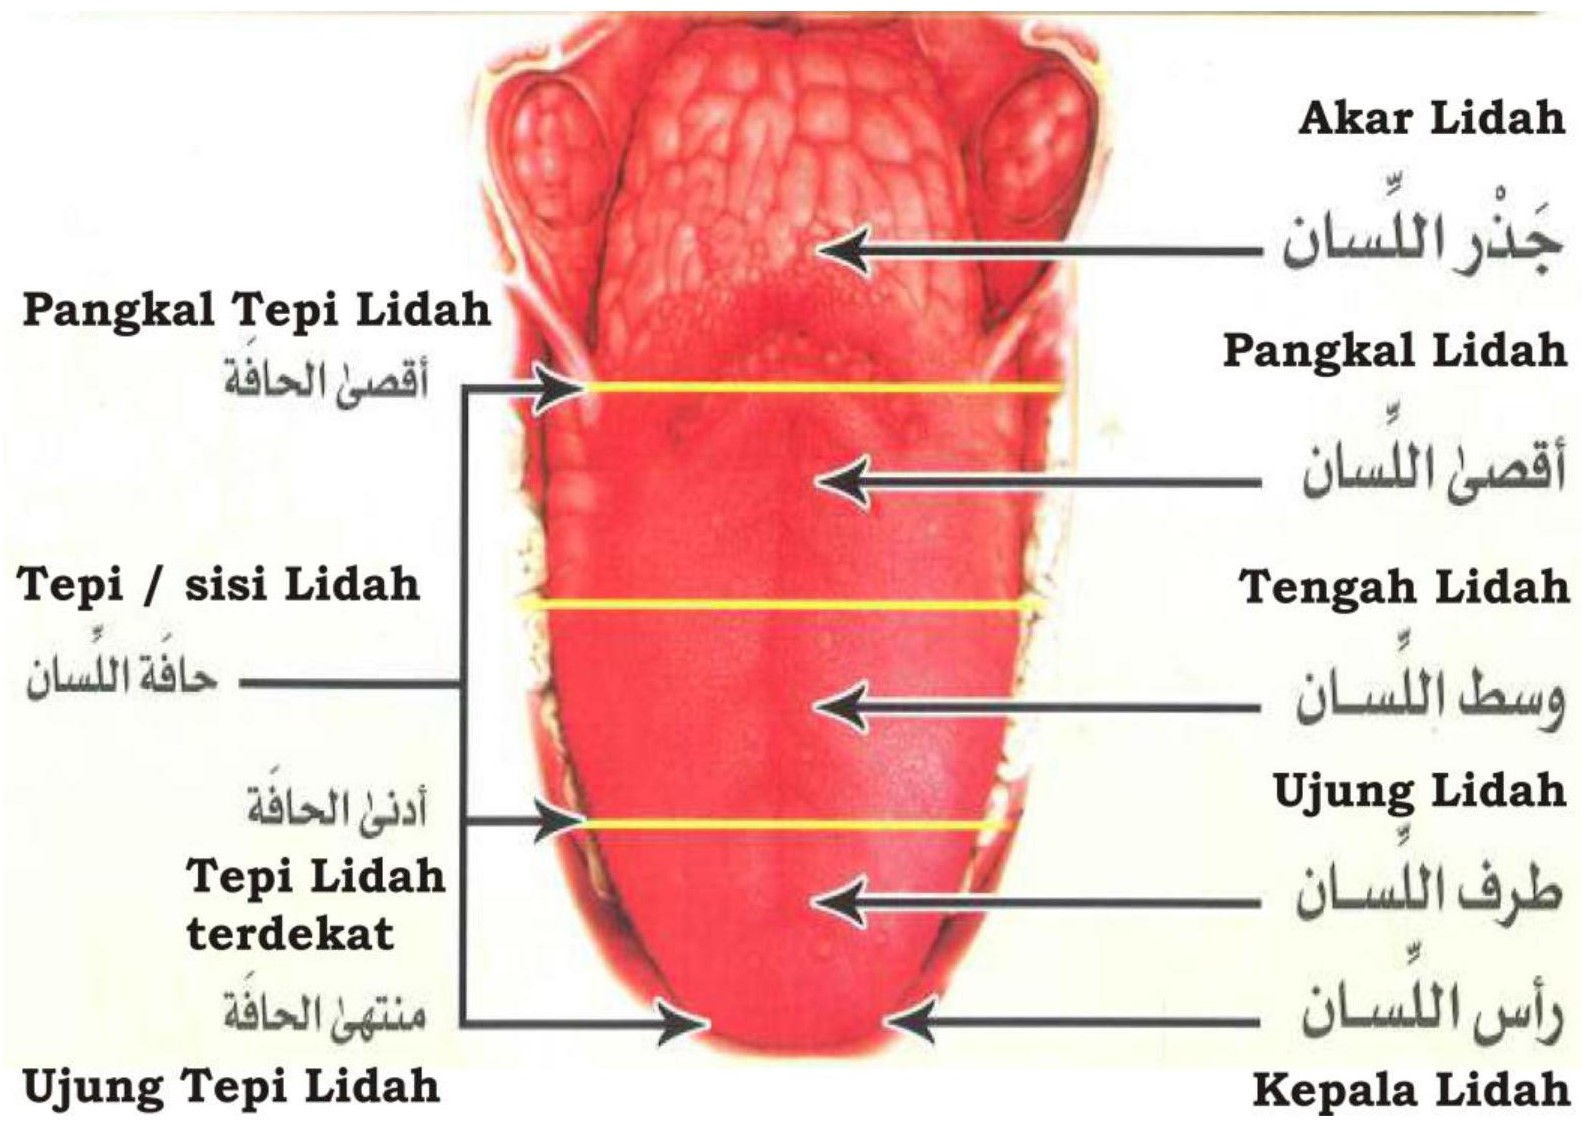 Akar Lidah
جَذْر اللِّسان
Pangkal Tepi Lidah
أقصىٰ الحافَة
Pangkal Lidah
أقصىٰ اللِّسان
Tepi / sisi Lidah
حافَة اللِّسان
Tengah Lidah
وسط اللِّسان
أدنىٰ الحافَة
Tepi Lidah
terdekat
Ujung Lidah
طرف اللِّسان
منتهىٰ الحافَة
Ujung Tepi Lidah
رأس اللِّسان
Kepala Lidah